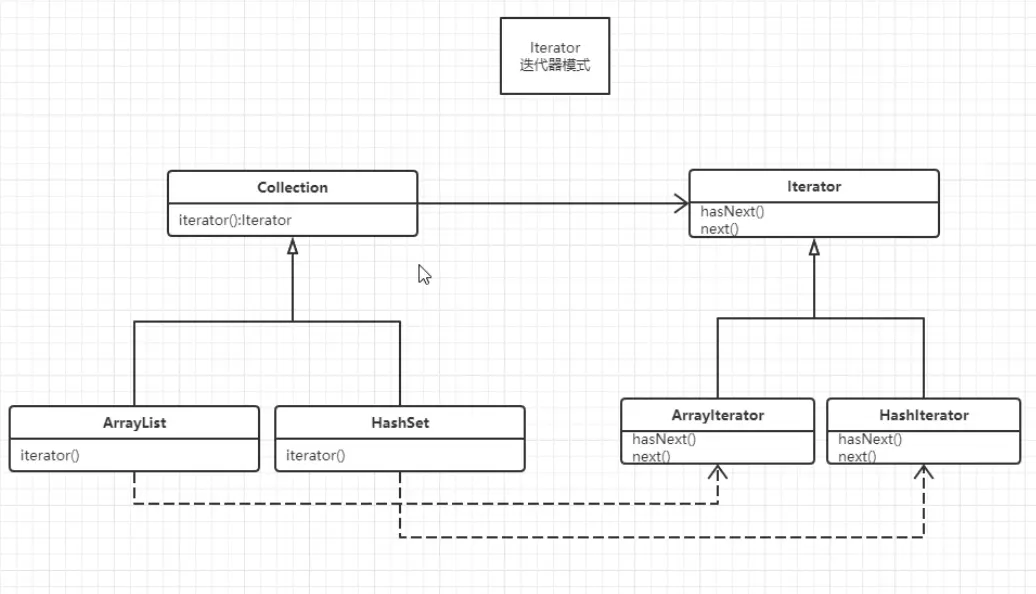 Iterator
迭代器模式
Collection
iterator():Iterator
Iterator
hasNext()
next()
ArrayList
iterator()
HashSet
iterator()
ArrayIterator
hasNext()
next()
HashIterator
hasNext()
next()